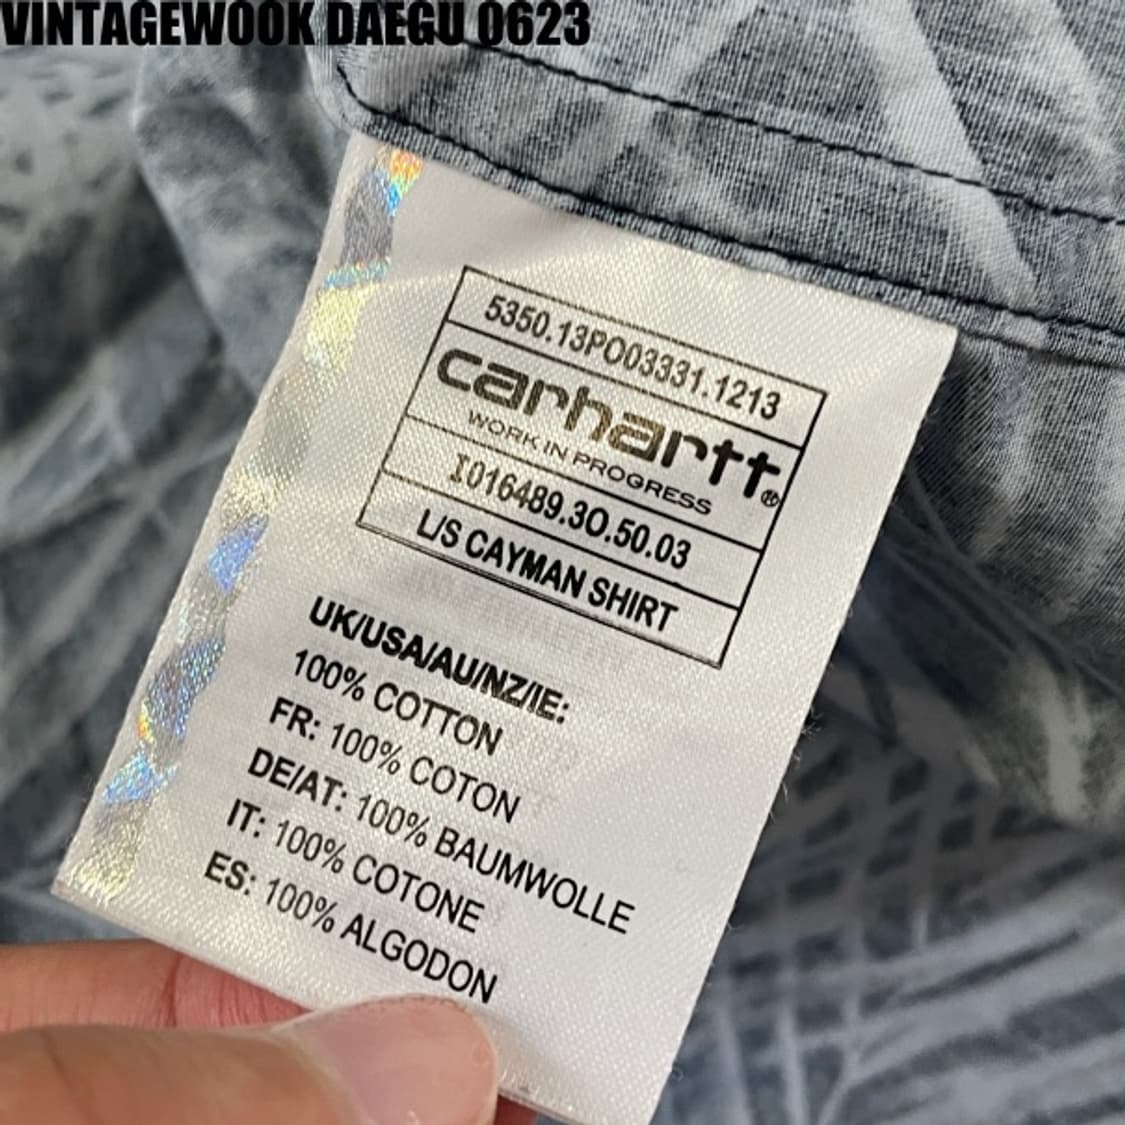 VINTAGEWOOK DAEGU 0623
5350.13PO03331.1213
carhartt®
WORK IN PROGRESS
I016489.3O.50.03
L/S CAYMAN SHIRT
UK/USA/AU/NZ/IE:
100% COTTON
FR: 100% COTON
DE/AT: 100% BAUMWOLLE
IT: 100% COTONE
ES: 100% ALGODON